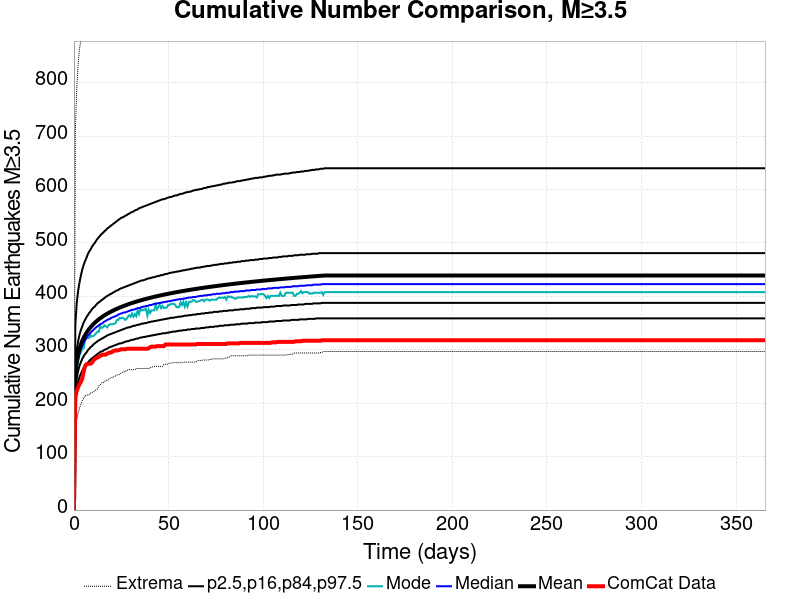 Cumulative Number Comparison, M≥3.5
Cumulative Num Earthquakes M≥3.5
800
700
600
500
400
300
200
100
0
0 50 100 150 200 250 300 350
Time (days)
Extrema p2.5,p16,p84,p97.5 Mode Median Mean ComCat Data